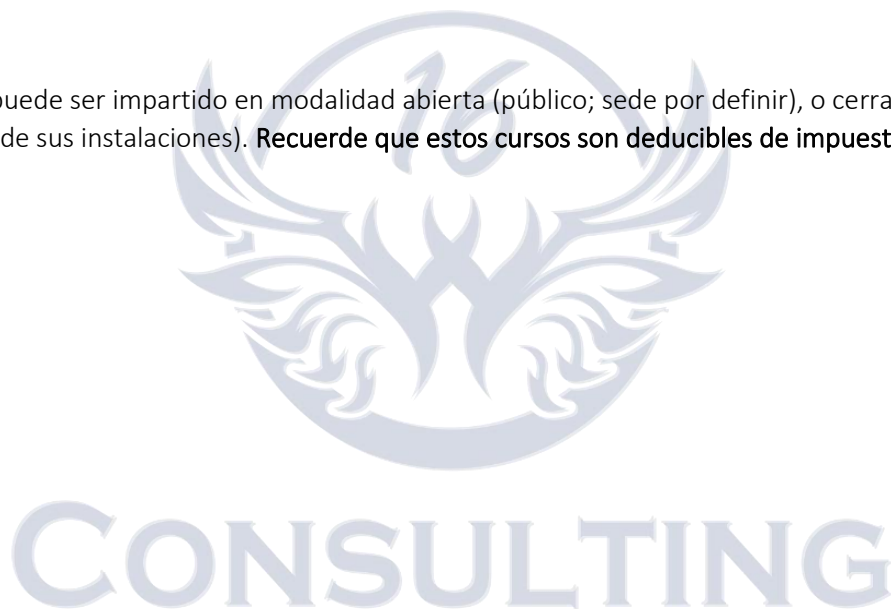 16
puede ser impartido en modalidad abierta (público; sede por definir), o cerra
de sus instalaciones). Recuerde que estos cursos son deducibles de impuest
CONSULTING